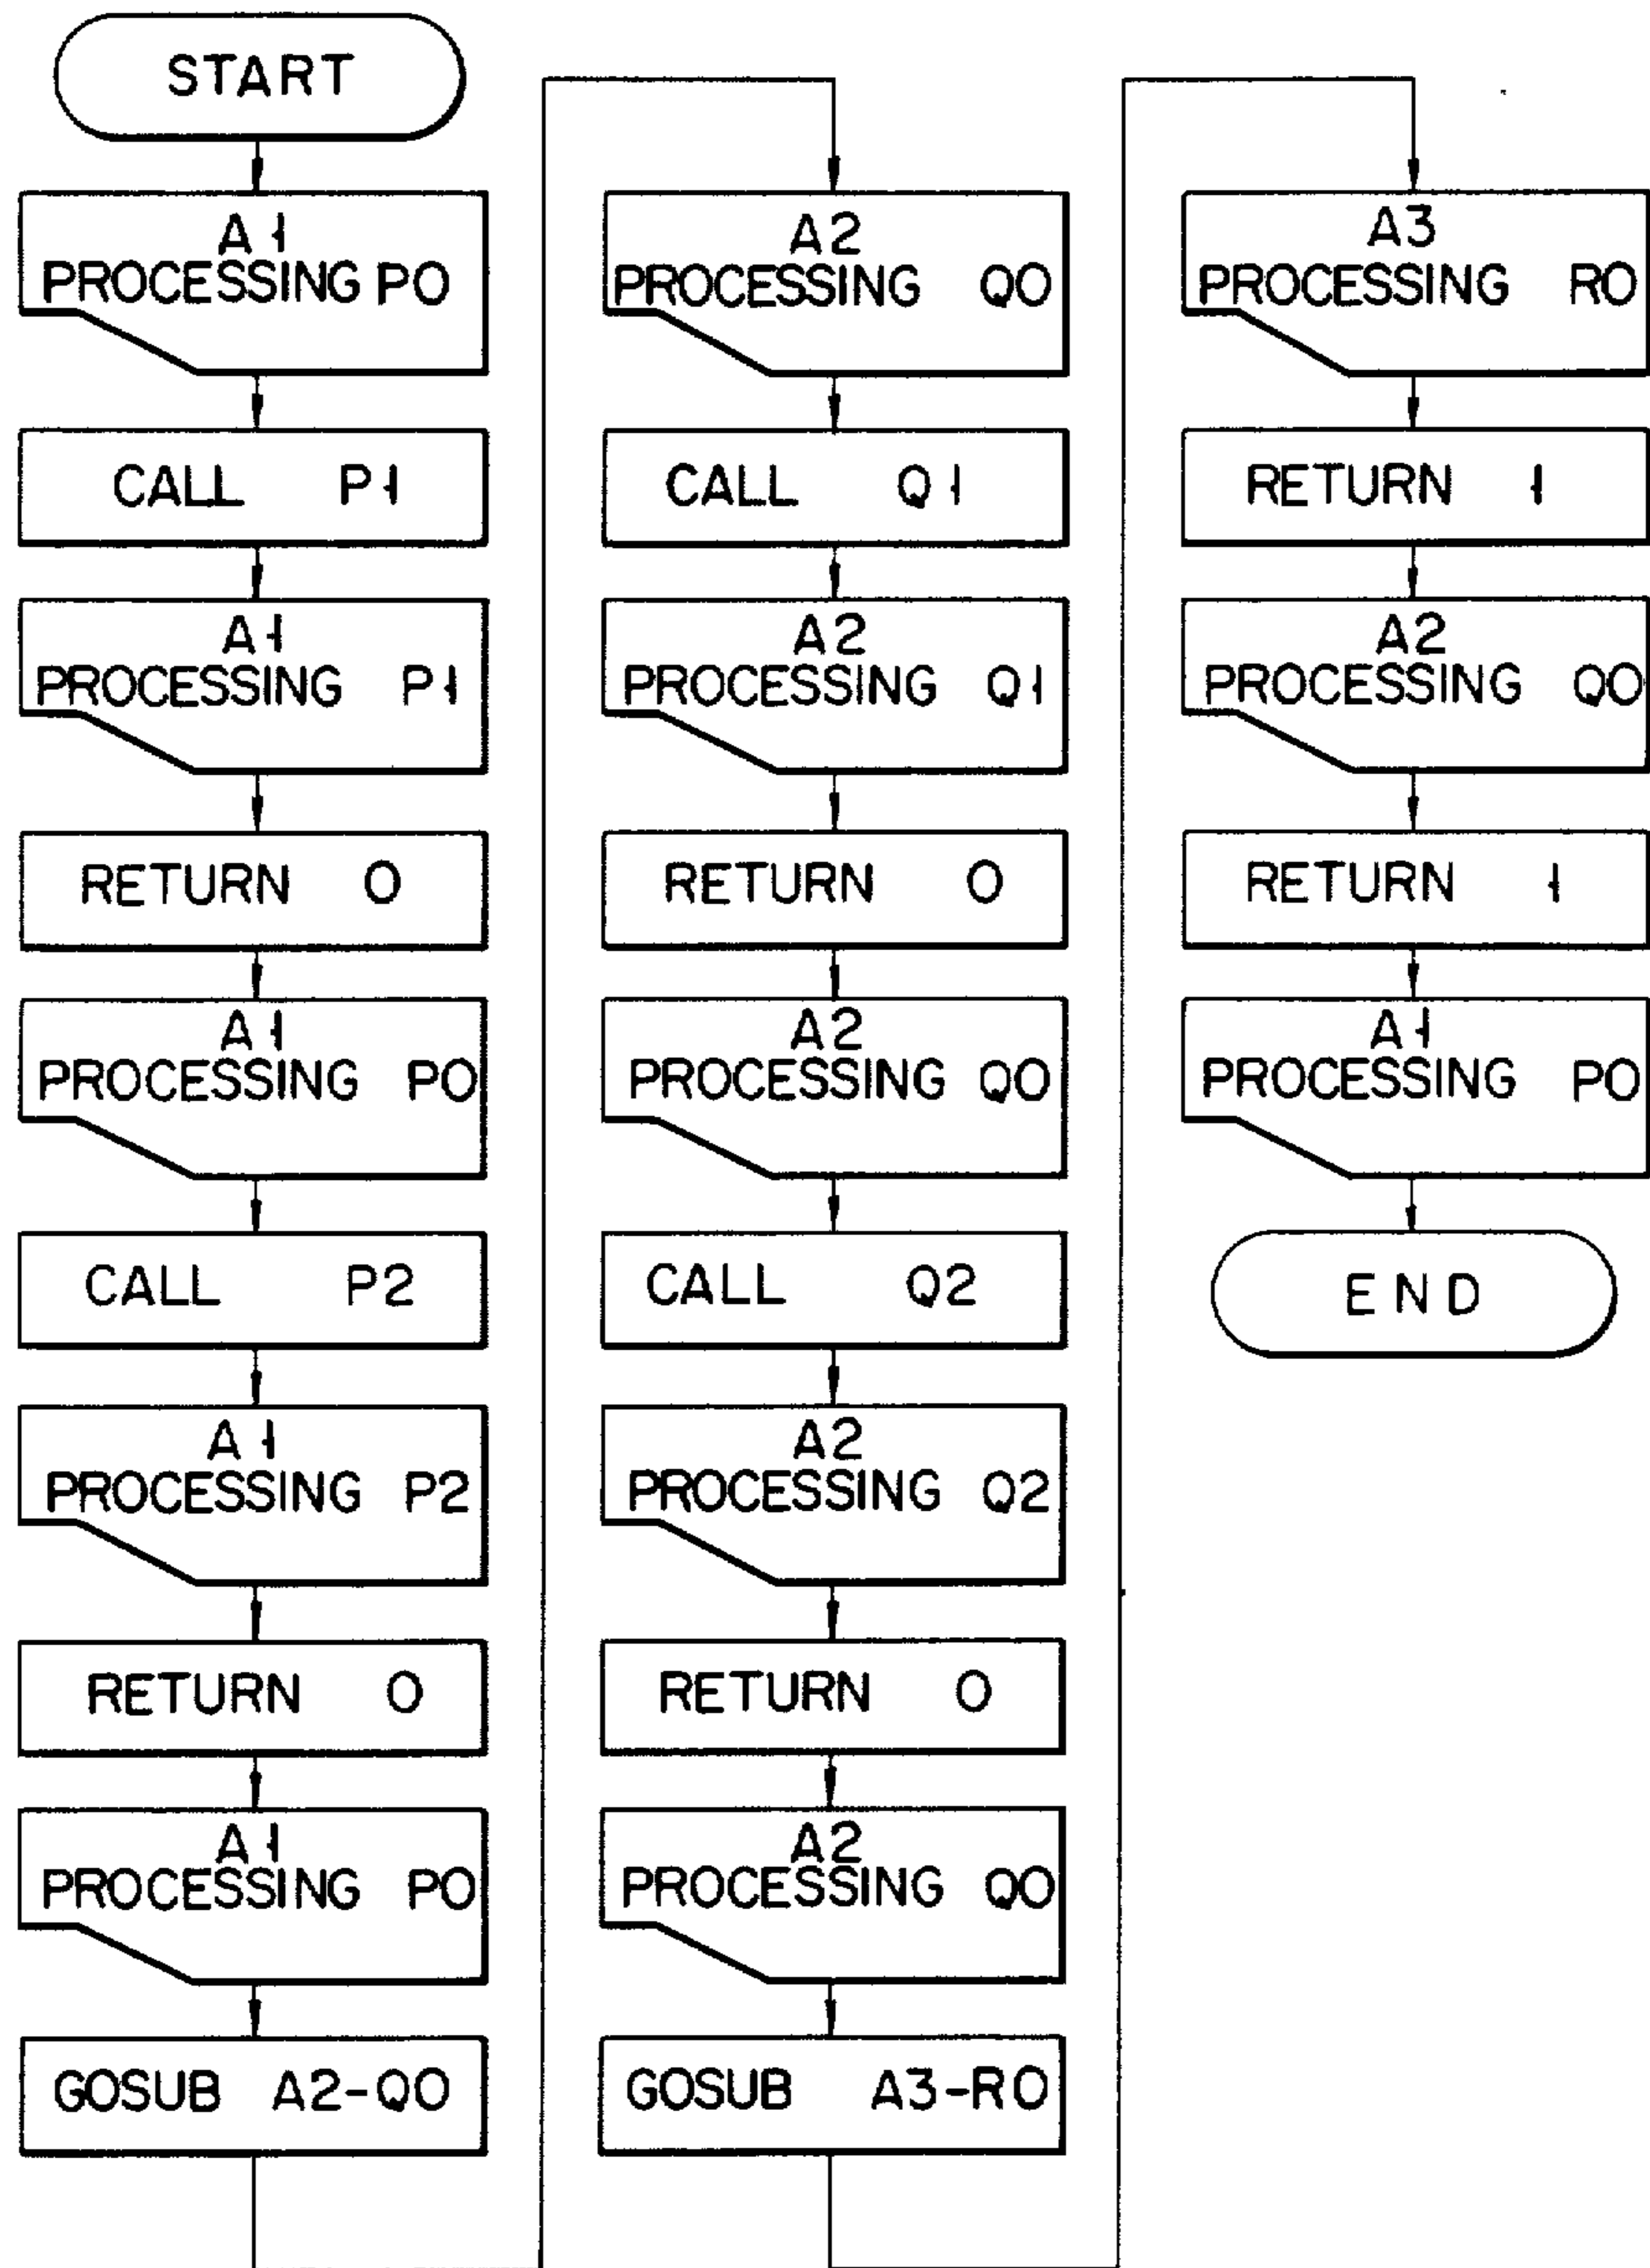 START
A1
PROCESSING P0
CALL P1
A1
PROCESSING P1
RETURN 0
A1
PROCESSING P0
CALL P2
A1
PROCESSING P2
RETURN 0
A1
PROCESSING P0
GOSUB A2-Q0
A2
PROCESSING Q0
CALL Q1
A2
PROCESSING Q1
RETURN 0
A2
PROCESSING Q0
CALL Q2
A2
PROCESSING Q2
RETURN 0
A2
PROCESSING Q0
GOSUB A3-R0
A3
PROCESSING R0
RETURN 1
A2
PROCESSING Q0
RETURN 1
A1
PROCESSING P0
END